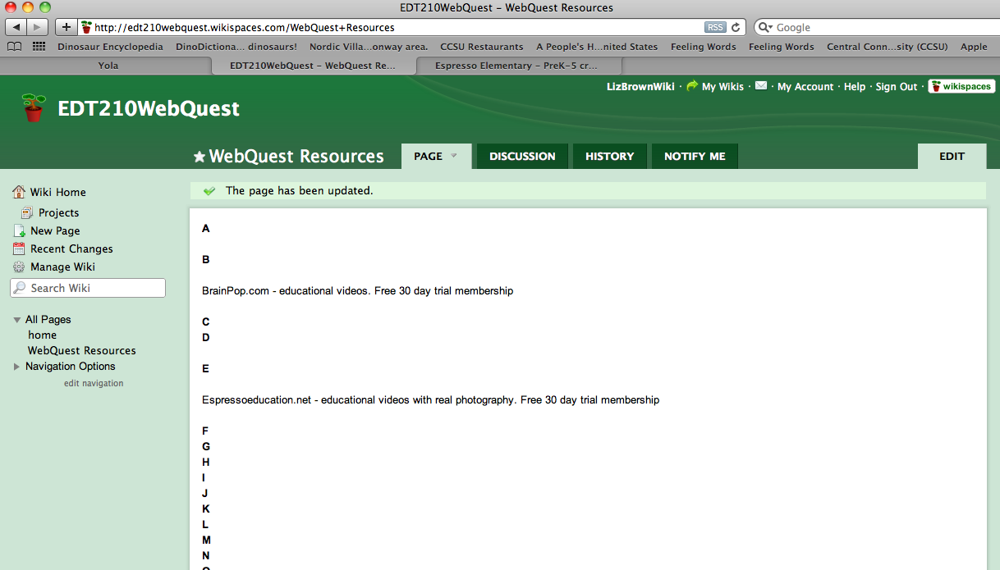 EDT210WebQuest – WebQuest Resources
http://edt210webquest.wikispaces.com/WebQuest+Resources RSS Google
Dinosaur Encyclopedia DinoDictiona... dinosaurs! Nordic Villa...onway area. CCSU Restaurants A People's H...nited States Feeling Words Feeling Words Central Conn...sity (CCSU) Apple
Yola EDT210WebQuest – WebQuest Re... Espresso Elementary – PreK–5 cr...
LizBrownWiki · My Wikis · · My Account · Help · Sign Out · wikispaces
EDT210WebQuest
WebQuest Resources PAGE DISCUSSION HISTORY NOTIFY ME EDIT
Wiki Home
Projects
New Page
Recent Changes
Manage Wiki
Search Wiki
All Pages
home
WebQuest Resources
Navigation Options
edit navigation
The page has been updated.
A
B
BrainPop.com - educational videos. Free 30 day trial membership
C
D
E
Espressoeducation.net - educational videos with real photography. Free 30 day trial membership
F
G
H
I
J
K
L
M
N